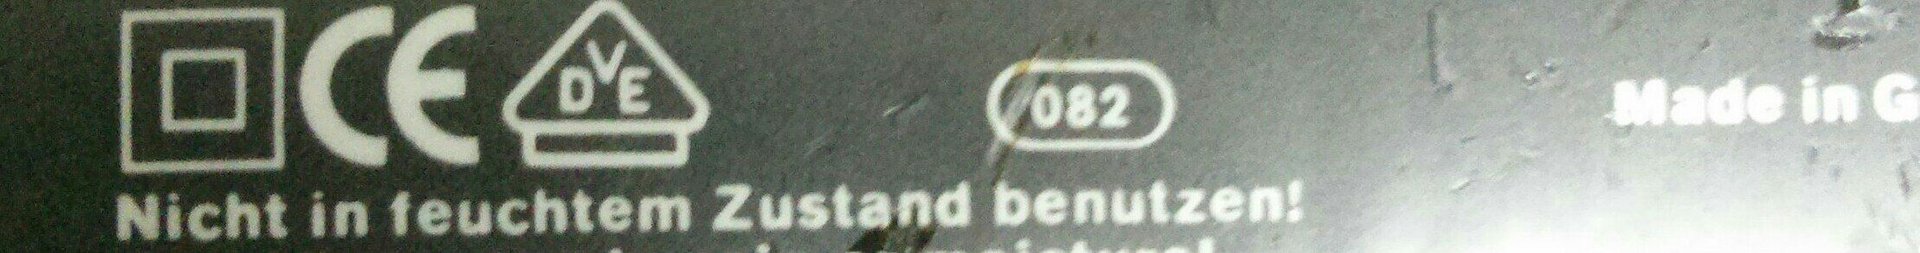 CE DVE 082 Made in G
Nicht in feuchtem Zustand benutzen!